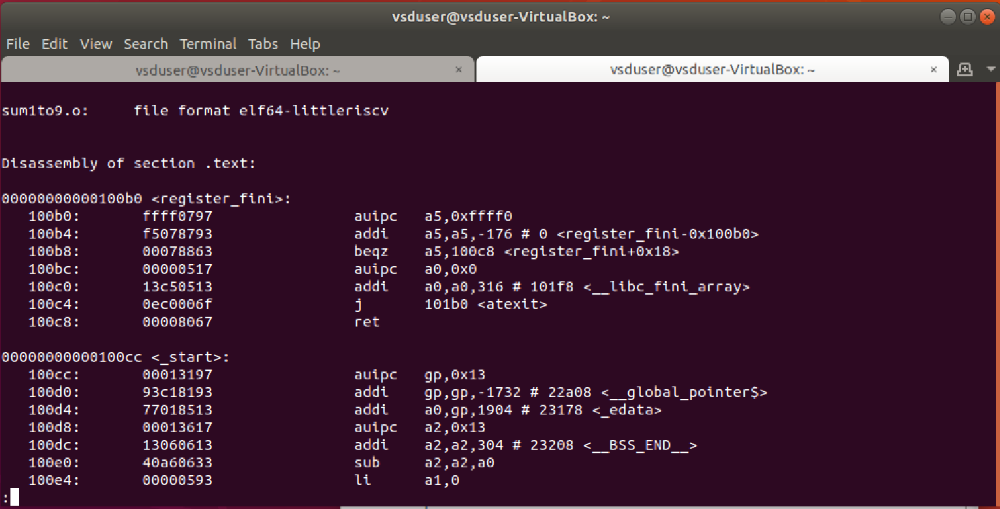 vsduser@vsduser-VirtualBox: ~
File Edit View Search Terminal Tabs Help
vsduser@vsduser-VirtualBox: ~ × vsduser@vsduser-VirtualBox: ~ ×
sum1to9.o:     file format elf64-littleriscv
Disassembly of section .text:
00000000000100b0 <register_fini>:
   100b0:       ffff0797                auipc   a5,0xffff0
   100b4:       f5078793                addi    a5,a5,-176 # 0 <register_fini-0x100b0>
   100b8:       00078863                beqz    a5,100c8 <register_fini+0x18>
   100bc:       00000517                auipc   a0,0x0
   100c0:       13c50513                addi    a0,a0,316 # 101f8 <__libc_fini_array>
   100c4:       0ec0006f                j       101b0 <atexit>
   100c8:       00008067                ret
00000000000100cc <_start>:
   100cc:       00013197                auipc   gp,0x13
   100d0:       93c18193                addi    gp,gp,-1732 # 22a08 <__global_pointer$>
   100d4:       77018513                addi    a0,gp,1904 # 23178 <_edata>
   100d8:       00013617                auipc   a2,0x13
   100dc:       13060613                addi    a2,a2,304 # 23208 <__BSS_END__>
   100e0:       40a60633                sub     a2,a2,a0
   100e4:       00000593                li      a1,0
: